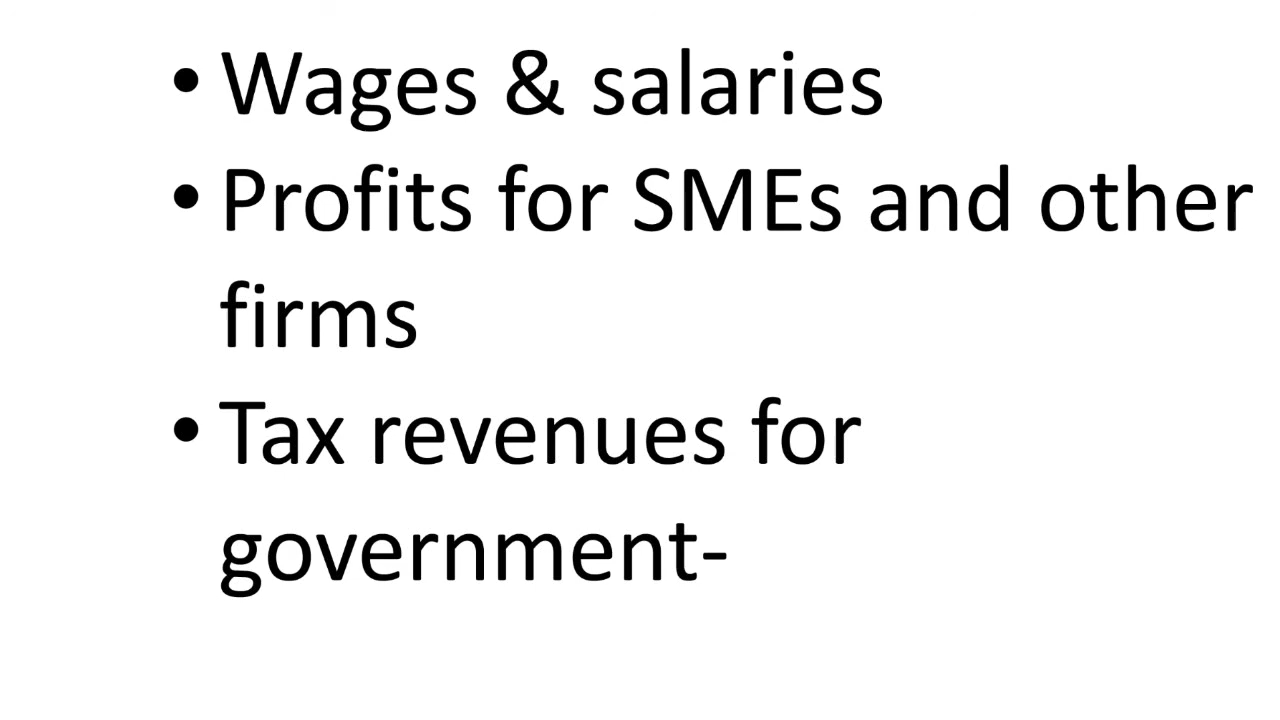 • Wages & salaries
• Profits for SMEs and other
firms
• Tax revenues for
government-